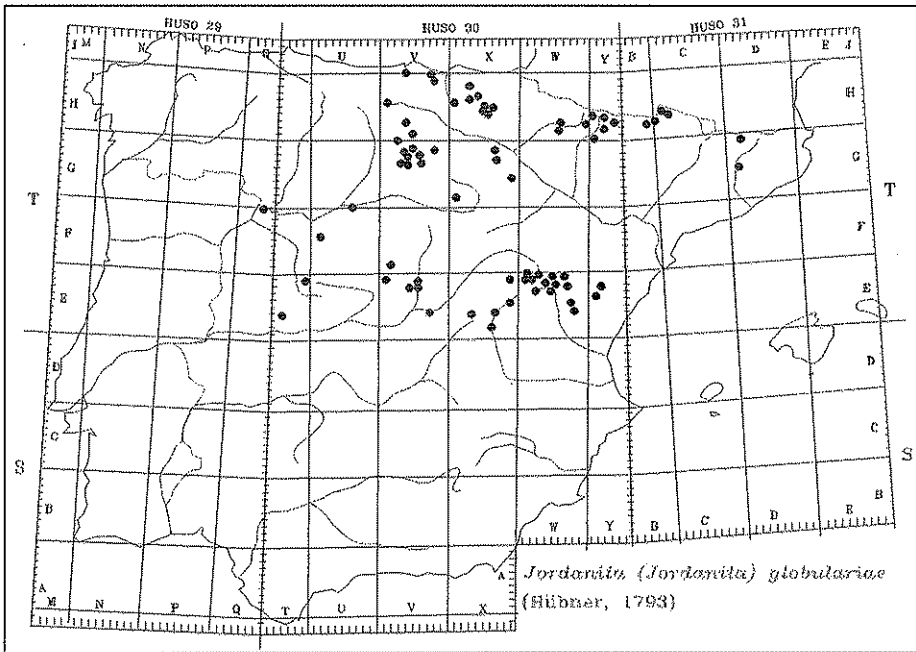 HUSO 29 HUSO 30 HUSO 31
I M N P Q U V X W Y B C D E I
H H
G G
T T
F F
E E
D D
C C
S S
B W Y B C D E B
A
Jordanita (Jordanita) globulariae
A (Hübner, 1793)
M N P Q T U V X